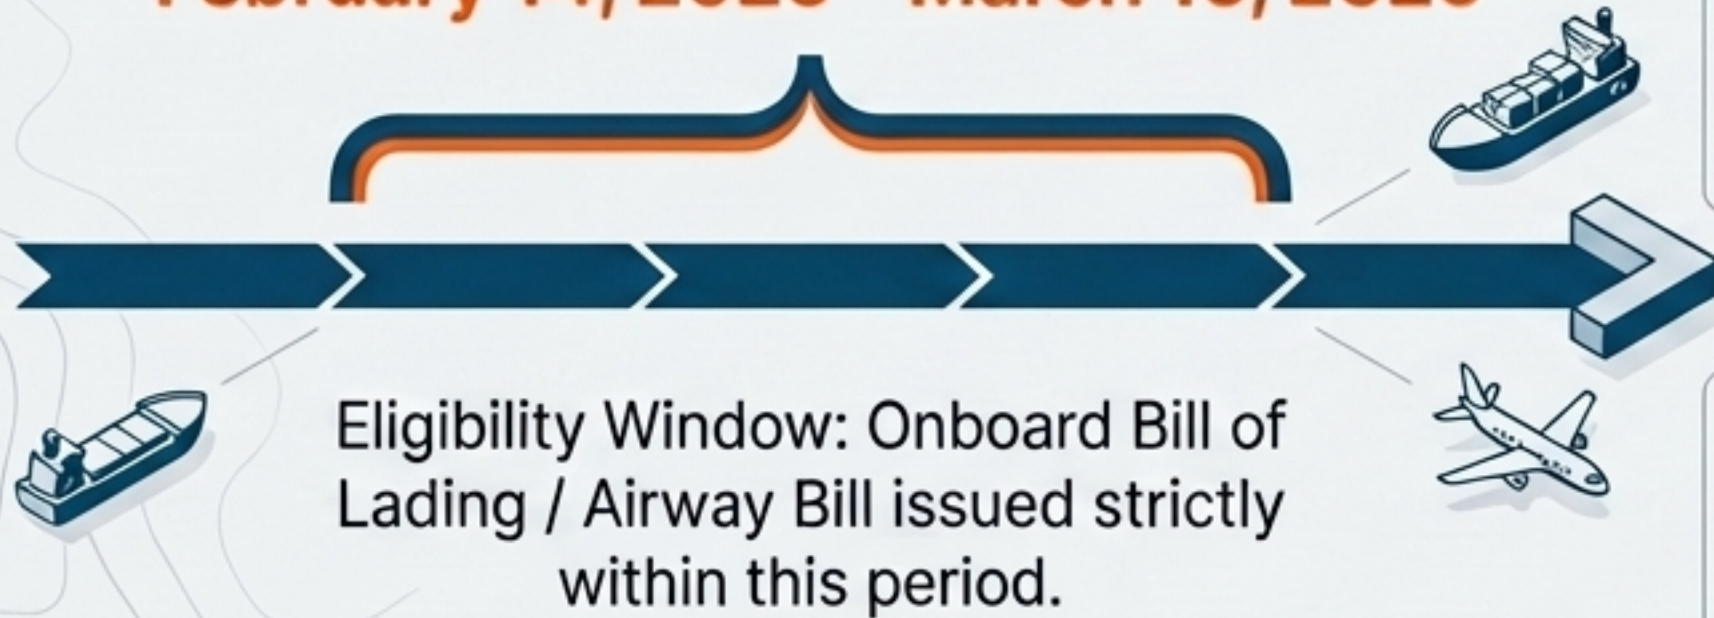 Eligibility Window: Onboard Bill of
Lading / Airway Bill issued strictly
within this period.